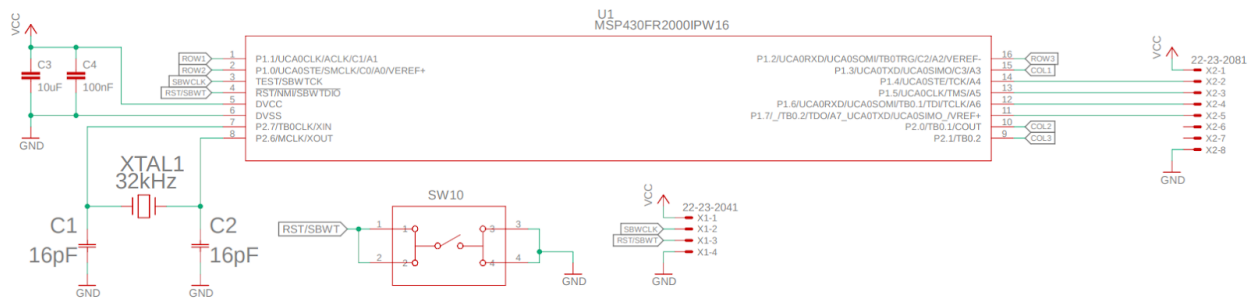 U1
MSP430FR2000IPW16
VCC
C3
10uF
C4
100nF
GND
ROW1
ROW2
SBWCLK
RST/SBWT
1
2
3
4
5
6
7
8
P1.1/UCA0CLK/ACLK/C1/A1
P1.0/UCA0STE/SMCLK/C0/A0/VEREF+
TEST/SBWTCK
RST/NMI/SBWTDIO
DVCC
DVSS
P2.7/TB0CLK/XIN
P2.6/MCLK/XOUT
P1.2/UCA0RXD/UCA0SOMI/TB0TRG/C2/A2/VEREF-
P1.3/UCA0TXD/UCA0SIMO/C3/A3
P1.4/UCA0STE/TCK/A4
P1.5/UCA0CLK/TMS/A5
P1.6/UCA0RXD/UCA0SOMI/TB0.1/TDI/TCLK/A6
P1.7/_/TB0.2/TDO/A7_UCA0TXD/UCA0SIMO_/VREF+
P2.0/TB0.1/COUT
P2.1/TB0.2
16
15
14
13
12
11
10
9
ROW3
COL1
COL2
COL3
VCC
22-23-2081
X2-1
X2-2
X2-3
X2-4
X2-5
X2-6
X2-7
X2-8
GND
XTAL1
32kHz
C1
16pF
GND
C2
16pF
GND
SW10
RST/SBWT
1
2
1
2
3
4
3
4
GND
VCC
22-23-2041
SBWCLK
RST/SBWT
X1-1
X1-2
X1-3
X1-4
GND